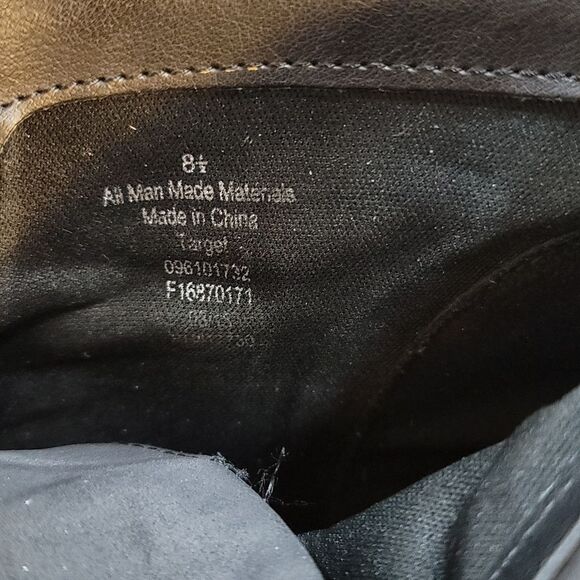 8½
All Man Made Materials
Made in China
Target
096101732
F16870171